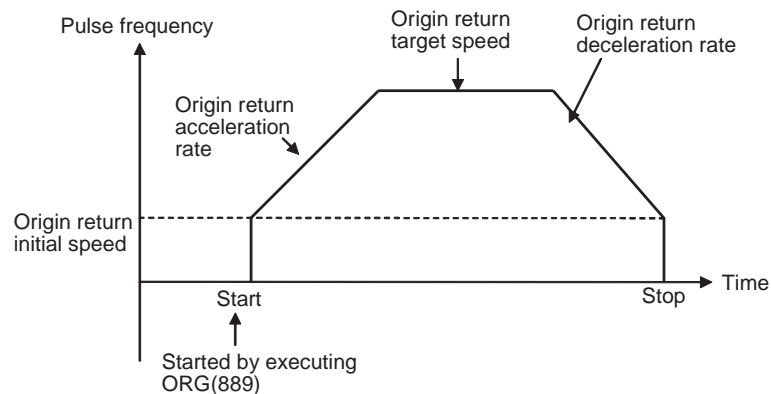 Pulse frequency
Origin return
target speed
Origin return
deceleration rate
Origin return
acceleration
rate
Origin return
initial speed
Start
Stop
Time
Started by executing
ORG(889)